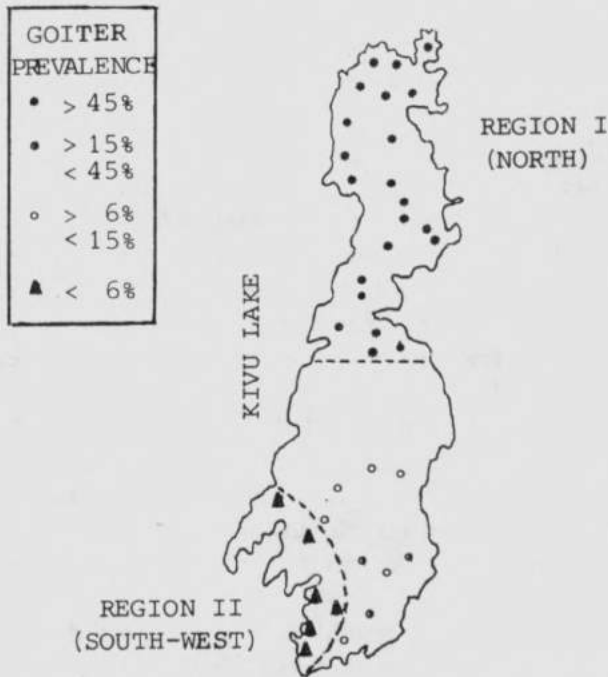 GOITER
PREVALENCE
> 45%
> 15%
< 45%
> 6%
< 15%
< 6%
REGION I
(NORTH)
KIVU LAKE
REGION II
(SOUTH-WEST)